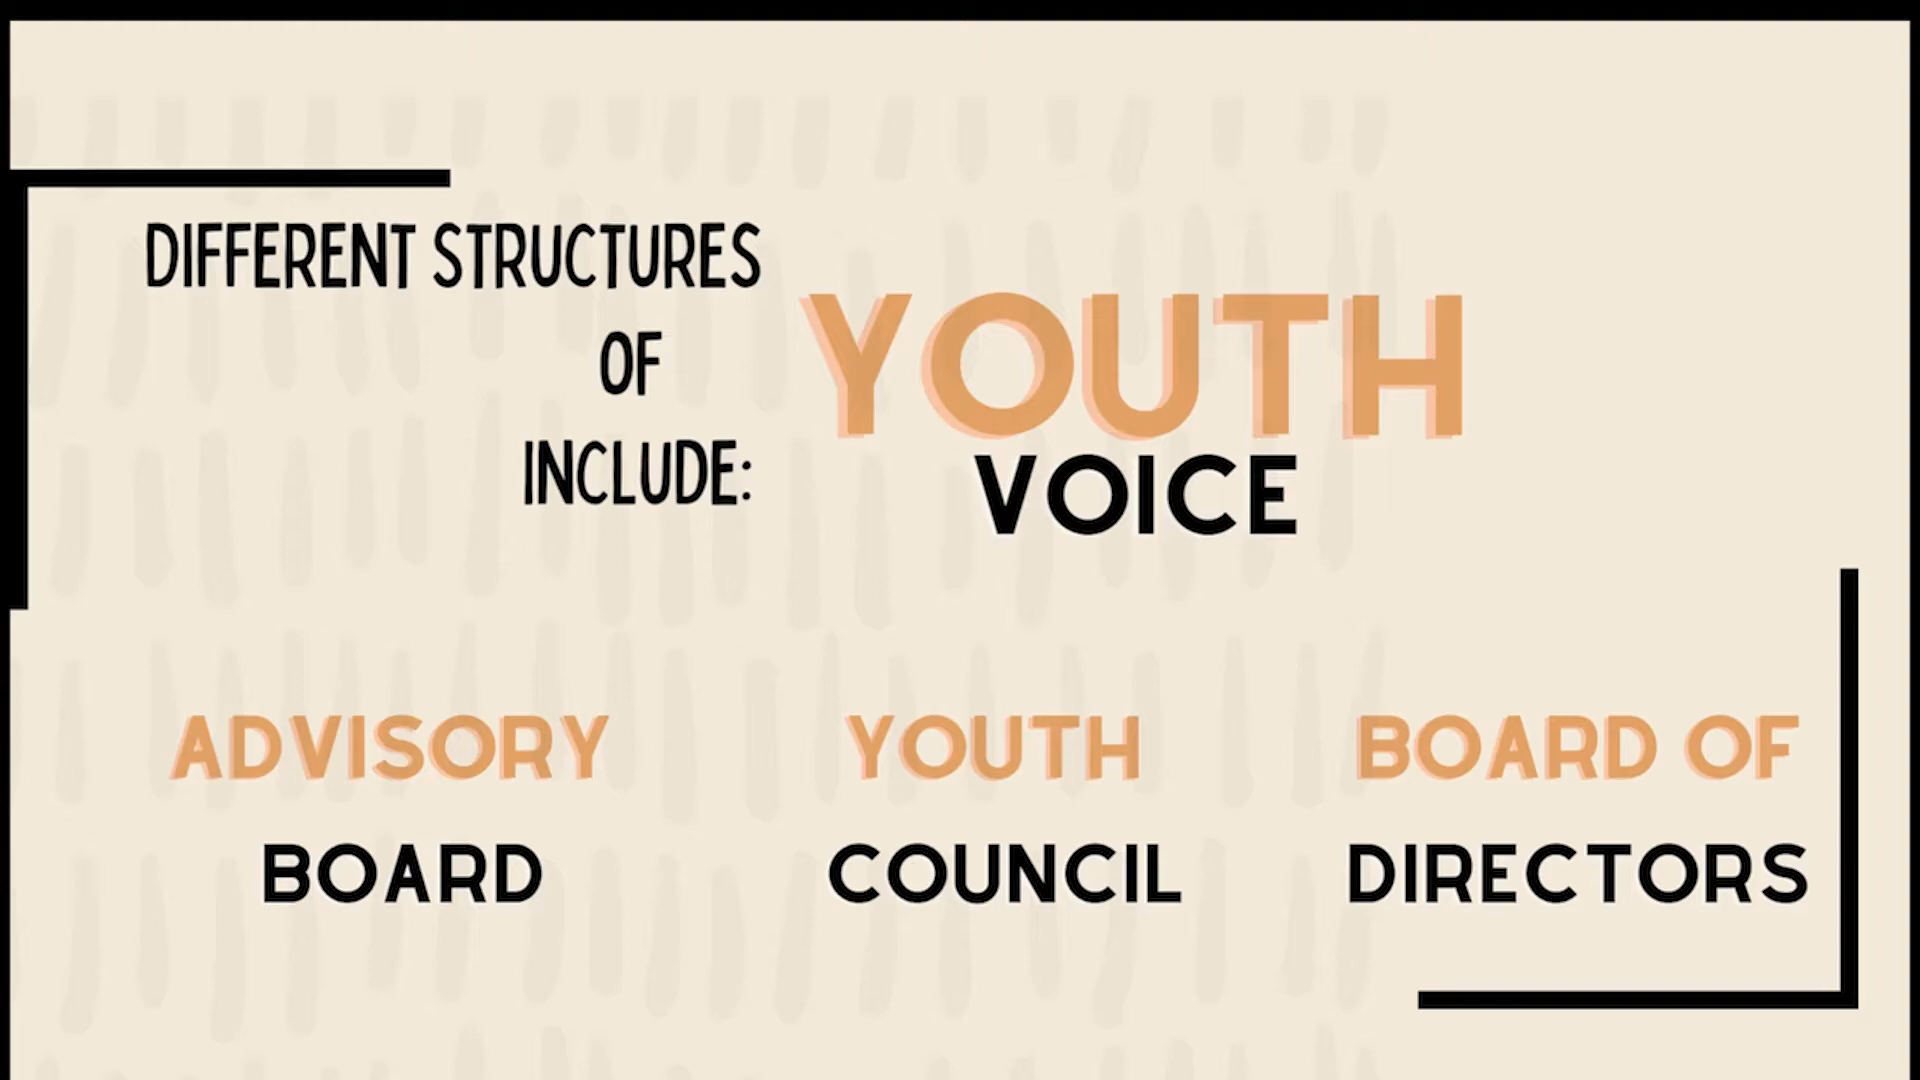 DIFFERENT STRUCTURES
OF
INCLUDE:
YOUTH
VOICE
ADVISORY
BOARD
YOUTH
COUNCIL
BOARD OF
DIRECTORS